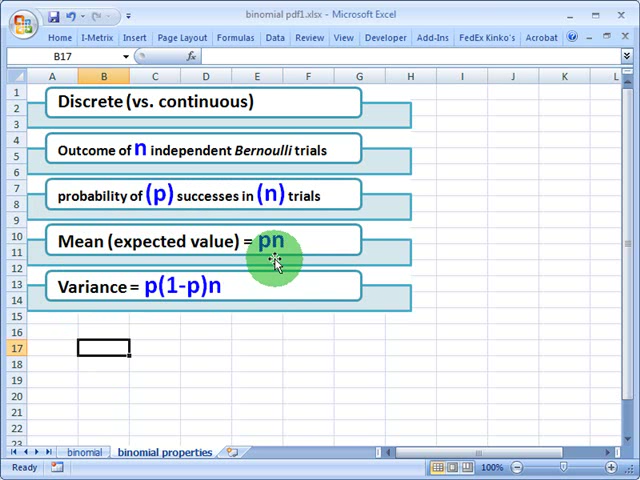 binomial pdf1.xlsx - Microsoft Excel
Home I-Metrix Insert Page Layout Formulas Data Review View Developer Add-Ins FedEx Kinko's Acrobat
B17 fx
A B C D E F G H I J K L
1 Discrete (vs. continuous)
2
3
4
5 Outcome of n independent Bernoulli trials
6
7 probability of (p) successes in (n) trials
8
9
10 Mean (expected value) = pn
11
12
13 Variance = p(1-p)n
14
15
16
17
18
19
20
21
22
23
binomial binomial properties
Ready 100%